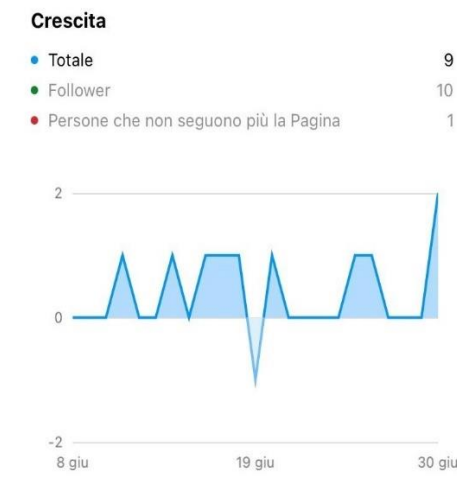 Crescita
Totale 9
Follower 10
Persone che non seguono più la Pagina 1
2
0
-2
8 giu 19 giu 30 giu